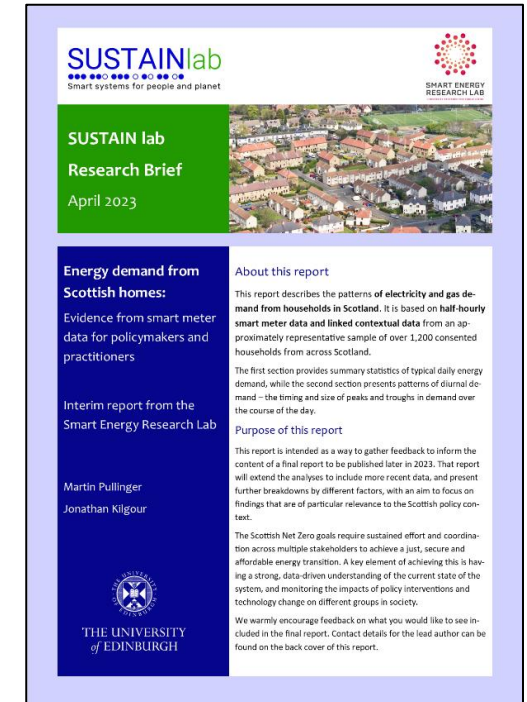 SUSTAINlab
Smart systems for people and planet
SMART ENERGY
RESEARCH LAB
SUSTAIN lab
Research Brief
April 2023
Energy demand from
Scottish homes:
Evidence from smart meter
data for policymakers and
practitioners
Interim report from the
Smart Energy Research Lab
Martin Pullinger
Jonathan Kilgour
THE UNIVERSITY
of EDINBURGH
About this report
This report describes the patterns of electricity and gas de-
mand from households in Scotland. It is based on half-hourly
smart meter data and linked contextual data from an ap-
proximately representative sample of over 1,200 consented
households from across Scotland.
The first section provides summary statistics of typical daily energy
demand, while the second section presents patterns of diurnal de-
mand – the timing and size of peaks and troughs in demand over
the course of the day.
Purpose of this report
This report is intended as a way to gather feedback to inform the
content of a final report to be published later in 2023. That report
will extend the analyses to include more recent data, and present
further breakdowns by different factors, with an aim to focus on
findings that are of particular relevance to the Scottish policy con-
text.
The Scottish Net Zero goals require sustained effort and coordina-
tion across multiple stakeholders to achieve a just, secure and
affordable energy transition. A key element of achieving this is hav-
ing a strong, data-driven understanding of the current state of the
system, and monitoring the impacts of policy interventions and
technology change on different groups in society.
We warmly encourage feedback on what you would like to see in-
cluded in the final report. Contact details for the lead author can be
found on the back cover of this report.